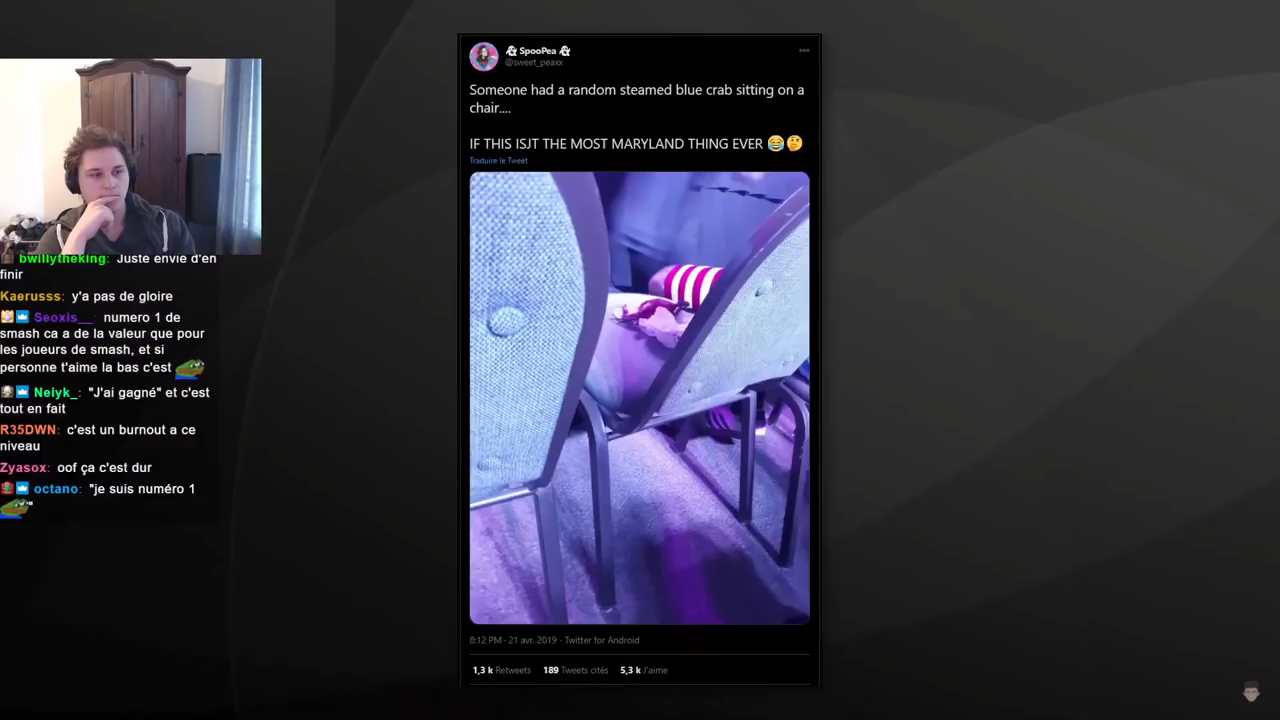 bwillytheking: Juste envie d'en
finir
Kaerusss: y'a pas de gloire
Seoxis__: numero 1 de
smash ca a de la valeur que pour
les joueurs de smash, et si
personne t'aime la bas c'est
Neiyk_: "J'ai gagné" et c'est
tout en fait
R35DWN: c'est un burnout a ce
niveau
Zyasox: oof ça c'est dur
octano: "je suis numéro 1
SpooPea
@sweet_peaxx
Someone had a random steamed blue crab sitting on a
chair....
IF THIS ISJT THE MOST MARYLAND THING EVER 😂🤔
Traduire le Tweet
8:12 PM · 21 avr. 2019 · Twitter for Android
1,3 k Retweets 189 Tweets cités 5,3 k J'aime